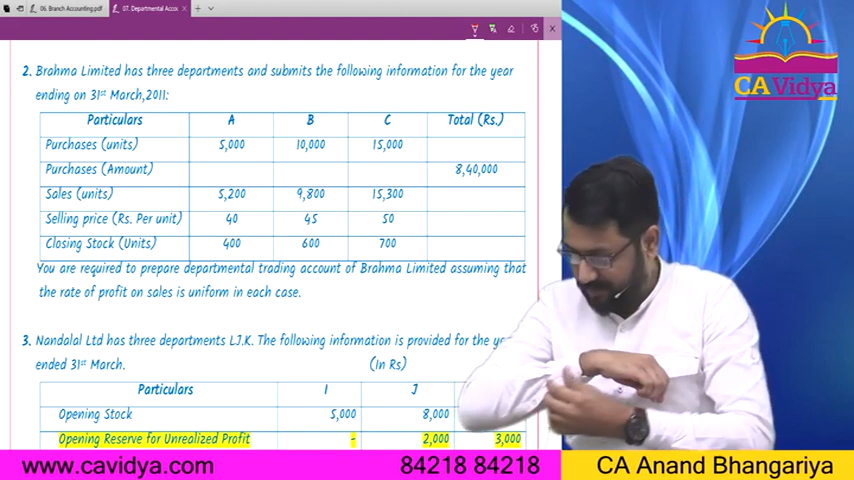 06. Branch Accounting.pdf
07. Departmental Accou
2. Brahma Limited has three departments and submits the following information for the year
ending on 31st March,2011:
Particulars A B C Total (Rs.)
Purchases (units) 5,000 10,000 15,000
Purchases (Amount) 8,40,000
Sales (units) 5,200 9,800 15,300
Selling price (Rs. Per unit) 40 45 50
Closing Stock (Units) 400 600 700
You are required to prepare departmental trading account of Brahma Limited assuming that
the rate of profit on sales is uniform in each case.
3. Nandalal Ltd has three departments I.J.K. The following information is provided for the
ended 31st March. (In Rs)
Particulars I J
Opening Stock 5,000 8,000
Opening Reserve for Unrealized Profit - 2,000 3,000
CA Vidya
www.cavidya.com 84218 84218 CA Anand Bhangariya